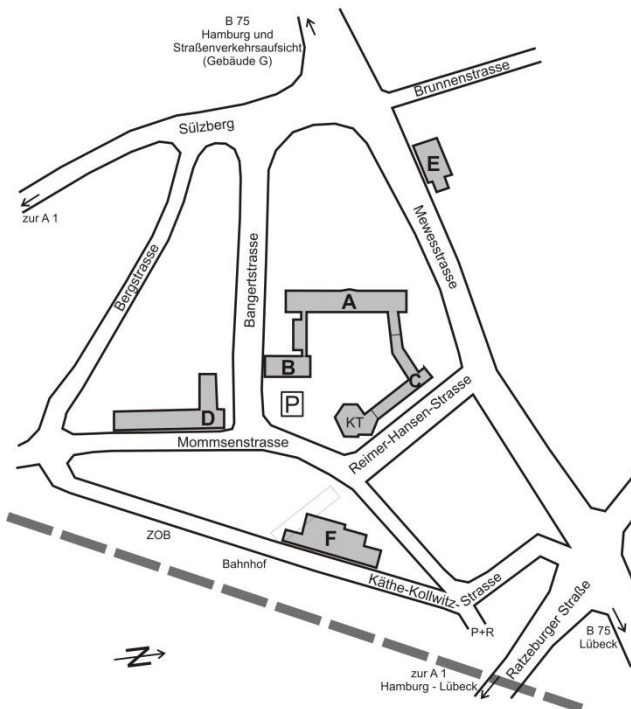 B 75
Hamburg und
Straßenverkehrsaufsicht
(Gebäude G)
Brunnenstrasse
Sülzberg
E
zur A 1
Mewesstrasse
Bergstrasse
Bangertstrasse
A
B
C
P
D
KT
Reimer-Hansen-Strasse
Mommsenstrasse
F
ZOB
Bahnhof
Käthe-Kollwitz-Strasse
P+R
Ratzeburger Straße
B 75
Lübeck
N
zur A 1
Hamburg - Lübeck